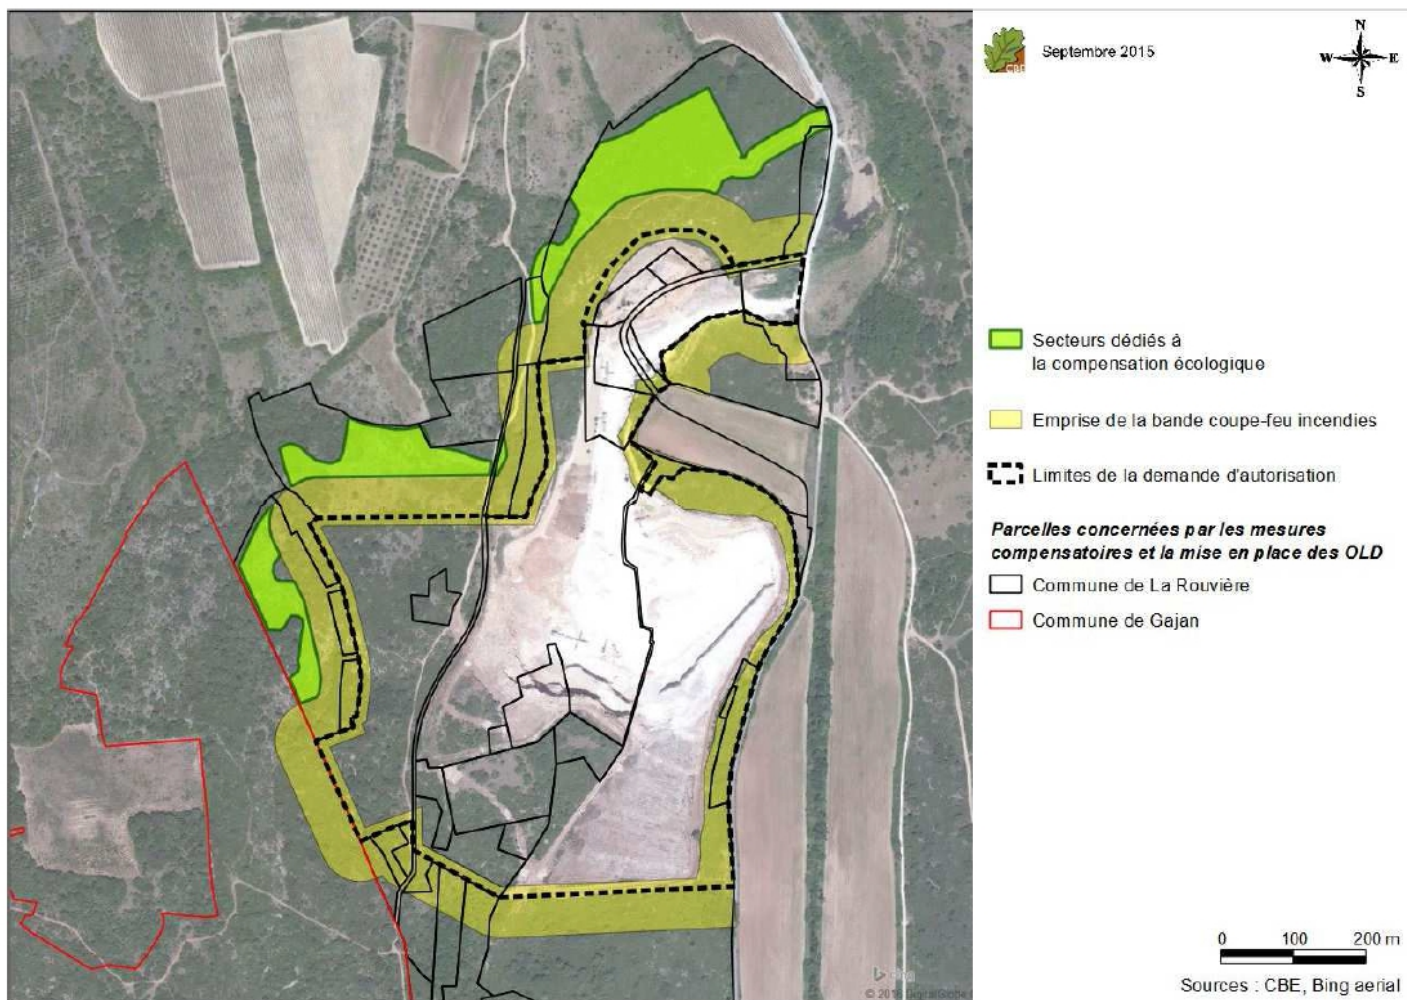 CBE
Septembre 2015
N
W E
S
Secteurs dédiés à
la compensation écologique
Emprise de la bande coupe-feu incendies
Limites de la demande d'autorisation
Parcelles concernées par les mesures
compensatoires et la mise en place des OLD
Commune de La Rouvière
Commune de Gajan
0 100 200 m
Sources : CBE, Bing aerial
bing